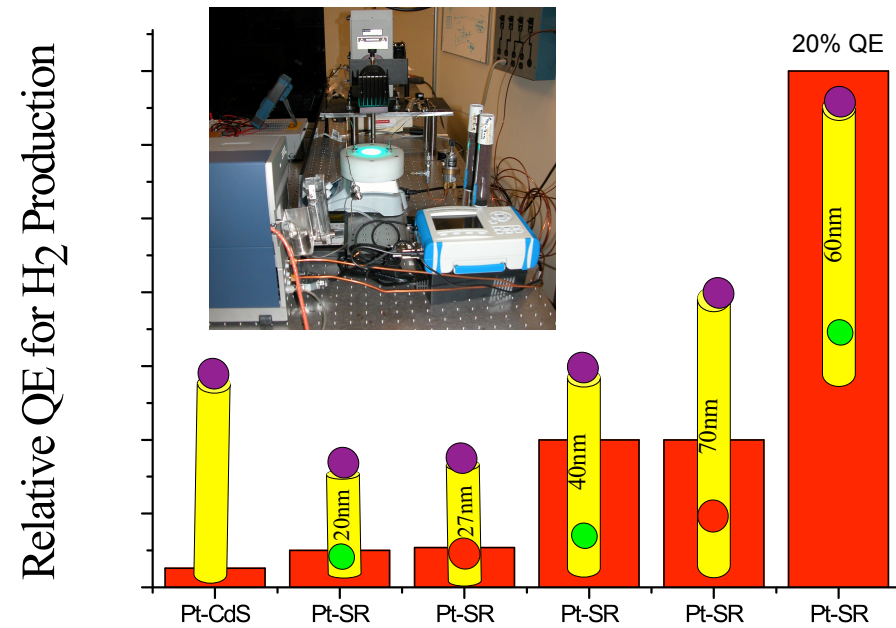 Relative QE for H2 Production
20% QE
20nm
27nm
40nm
70nm
60nm
Pt-CdS
Pt-SR
Pt-SR
Pt-SR
Pt-SR
Pt-SR